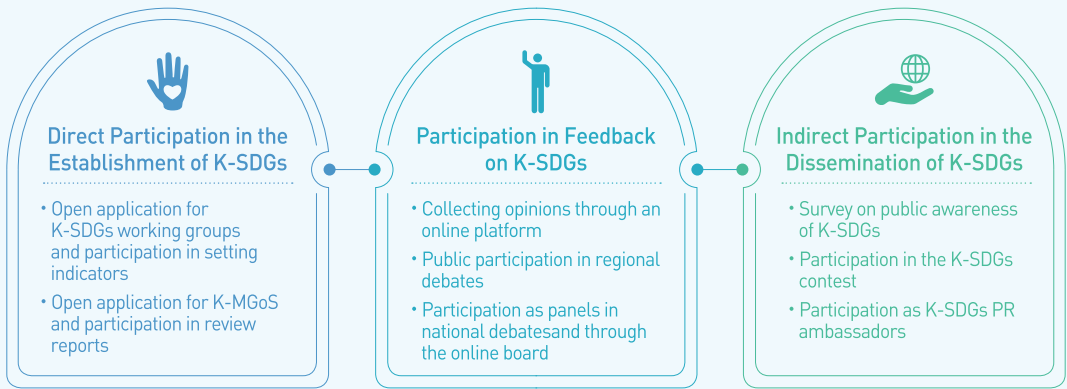 Direct Participation in the
Establishment of K-SDGs
• Open application for
K-SDGs working groups
and participation in setting
indicators
• Open application for K-MGoS
and participation in review
reports
Participation in Feedback
on K-SDGs
• Collecting opinions through an
online platform
• Public participation in regional
debates
• Participation as panels in
national debatesand through
the online board
Indirect Participation in the
Dissemination of K-SDGs
• Survey on public awareness
of K-SDGs
• Participation in the K-SDGs
contest
• Participation as K-SDGs PR
ambassadors